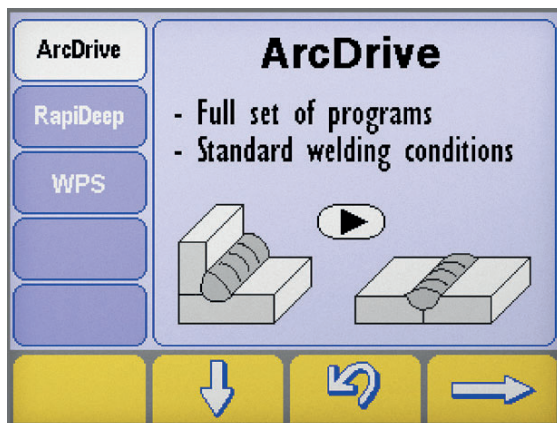 ArcDrive
RapiDeep
WPS
ArcDrive
- Full set of programs
- Standard welding conditions